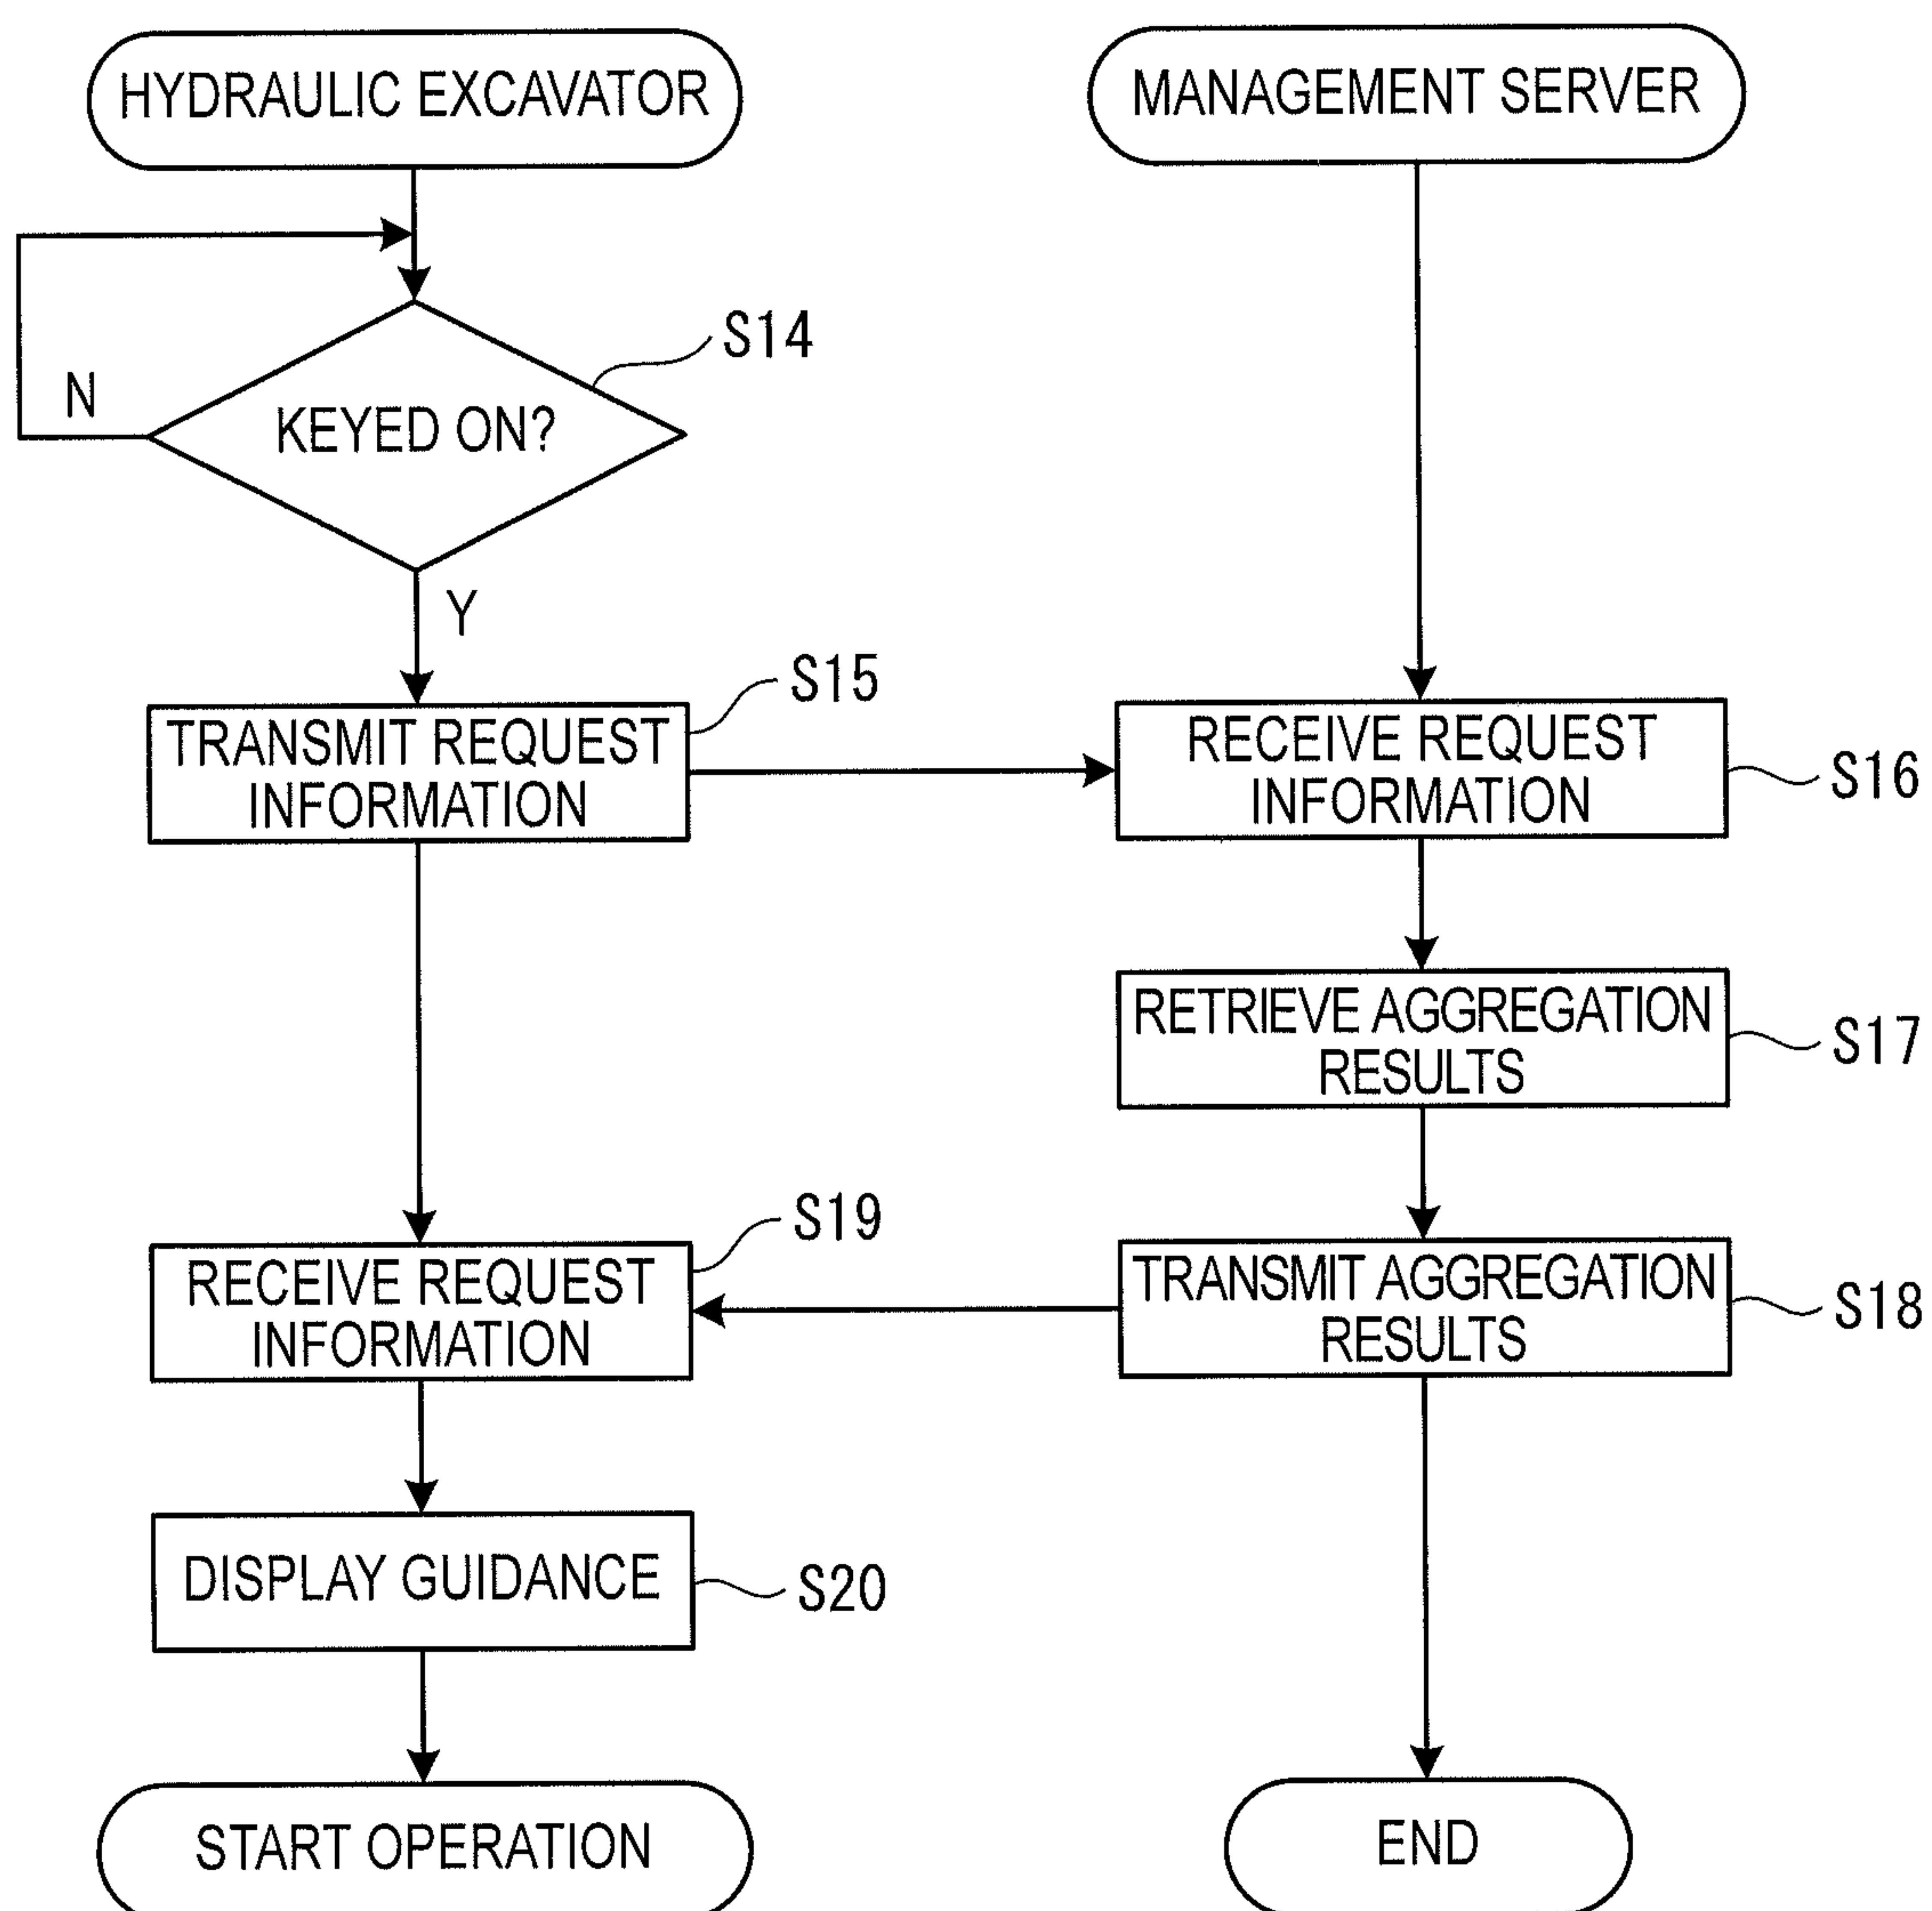 HYDRAULIC EXCAVATOR
MANAGEMENT SERVER
S14
N
KEYED ON?
Y
S15
TRANSMIT REQUEST
INFORMATION
RECEIVE REQUEST
INFORMATION
S16
RETRIEVE AGGREGATION
RESULTS
S17
S19
RECEIVE REQUEST
INFORMATION
TRANSMIT AGGREGATION
RESULTS
S18
DISPLAY GUIDANCE
S20
START OPERATION
END